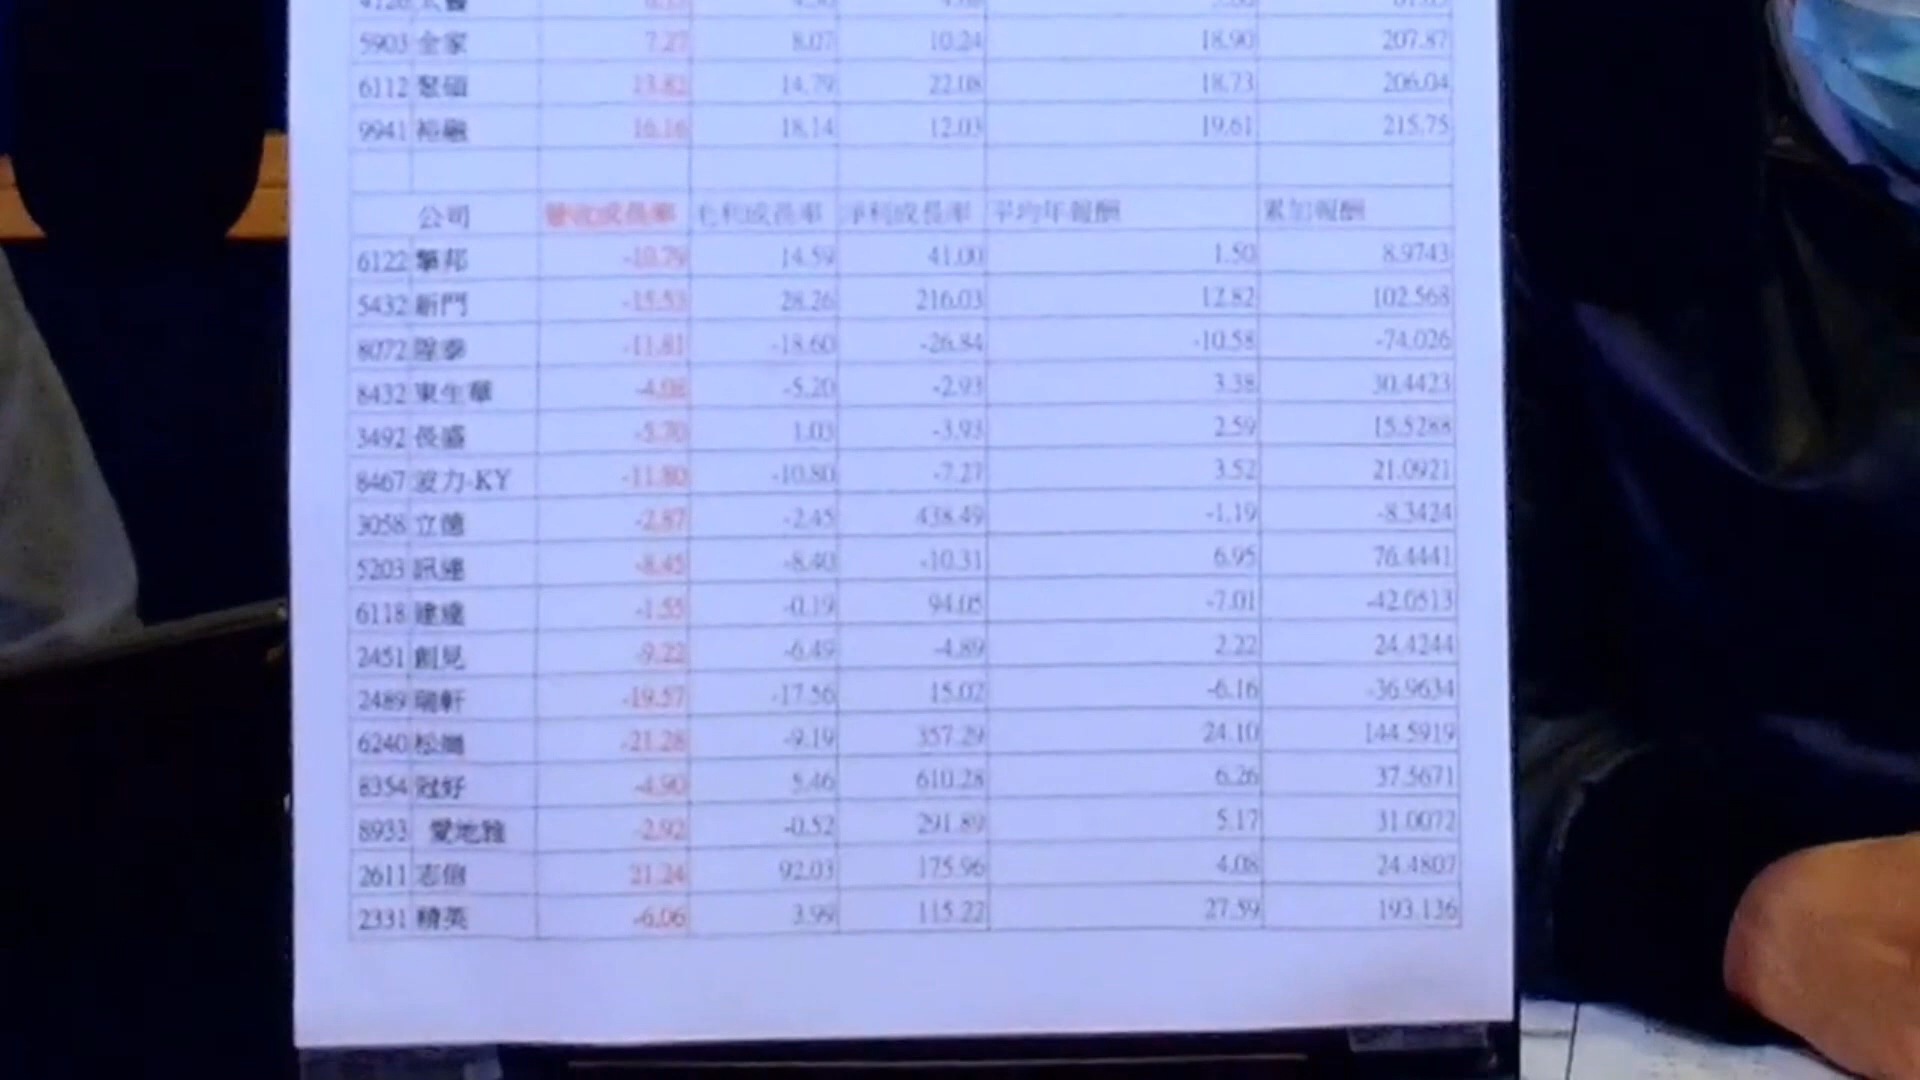 5903 全家 7.27 8.07 10.24 18.90 207.87
6112 聚碩 13.82 14.79 22.08 18.73 206.04
9941 裕融 16.16 18.14 12.03 19.61 215.75
公司 營收成長率 毛利成長率 淨利成長率 平均年報酬 累加報酬
6122 擎邦 -10.79 14.59 41.00 1.50 8.9743
5432 新門 28.26 216.03 12.82 102.568
8072 陞泰 -11.81 -18.60 -26.84 -10.58 -74.026
8432 東生華 -4.08 -5.20 -2.93 3.38 30.4423
3492 長盛 -5.70 1.03 -3.93 2.59 15.5288
8467 波力-KY -11.80 -10.80 -7.27 3.52 21.0921
3058 立德 -2.87 -2.45 438.49 -1.19 -8.3424
5203 訊連 -8.45 -8.40 -10.31 6.95 76.4441
6118 建達 -1.55 -0.19 94.05 -7.01 -42.0513
2451 創見 -9.22 -6.49 -4.89 2.22 24.4244
2489 瑞軒 -19.57 -17.56 15.02 -6.16 -36.9634
6240 松崗 -21.28 -9.19 357.29 24.10 144.5919
8354 冠好 -4.90 5.46 610.28 6.26 37.5671
8933 愛地雅 -2.92 -0.52 291.89 5.17 31.0072
2611 志信 21.24 92.03 175.96 4.08 24.4807
2331 精英 -6.06 3.99 115.22 27.59 193.136